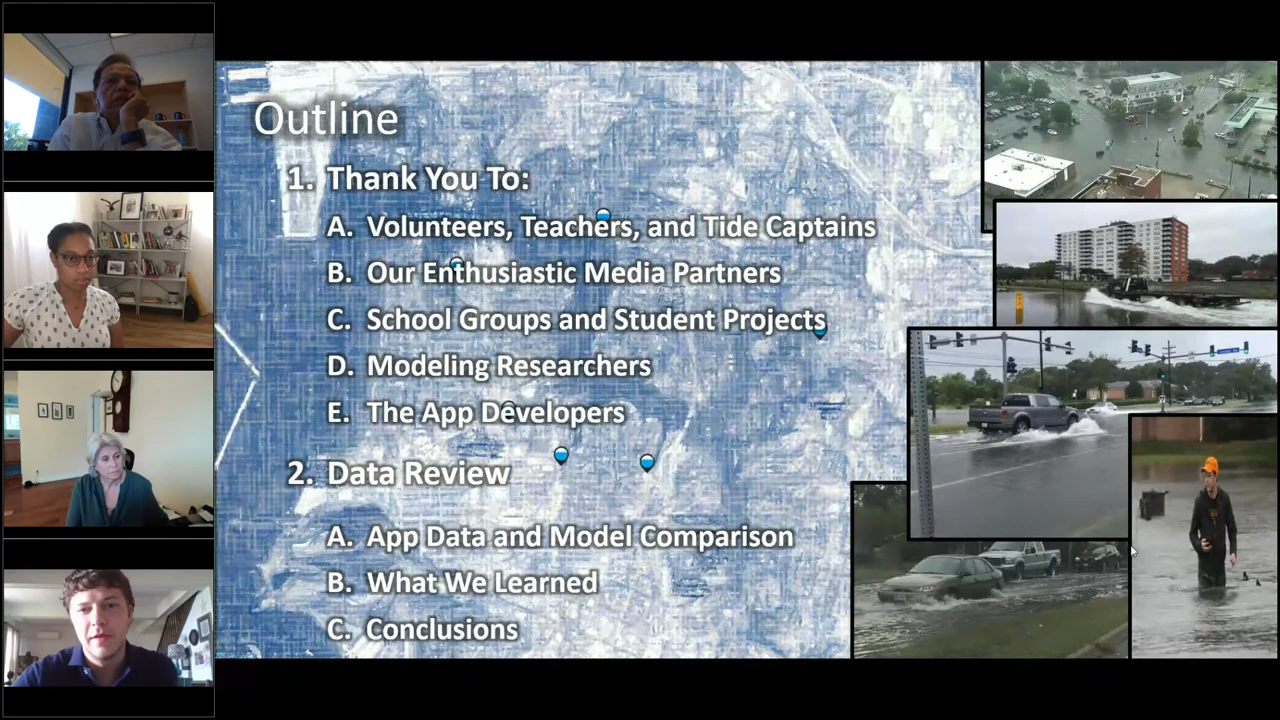 Outline
1. Thank You To:
A. Volunteers, Teachers, and Tide Captains
B. Our Enthusiastic Media Partners
C. School Groups and Student Projects
D. Modeling Researchers
E. The App Developers
2. Data Review
A. App Data and Model Comparison
B. What We Learned
C. Conclusions